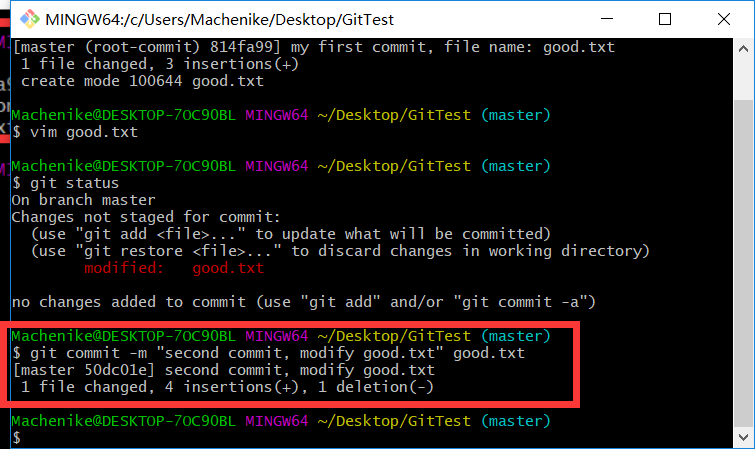 MINGW64:/c/Users/Machenike/Desktop/GitTest
[master (root-commit) 814fa99] my first commit, file name: good.txt
1 file changed, 3 insertions(+)
create mode 100644 good.txt
Machenike@DESKTOP-7OC90BL MINGW64 ~/Desktop/GitTest (master)
$ vim good.txt
Machenike@DESKTOP-7OC90BL MINGW64 ~/Desktop/GitTest (master)
$ git status
On branch master
Changes not staged for commit:
(use "git add <file>..." to update what will be committed)
(use "git restore <file>..." to discard changes in working directory)
modified:   good.txt
no changes added to commit (use "git add" and/or "git commit -a")
Machenike@DESKTOP-7OC90BL MINGW64 ~/Desktop/GitTest (master)
$ git commit -m "second commit, modify good.txt" good.txt
[master 50dc01e] second commit, modify good.txt
1 file changed, 4 insertions(+), 1 deletion(-)
Machenike@DESKTOP-7OC90BL MINGW64 ~/Desktop/GitTest (master)
$